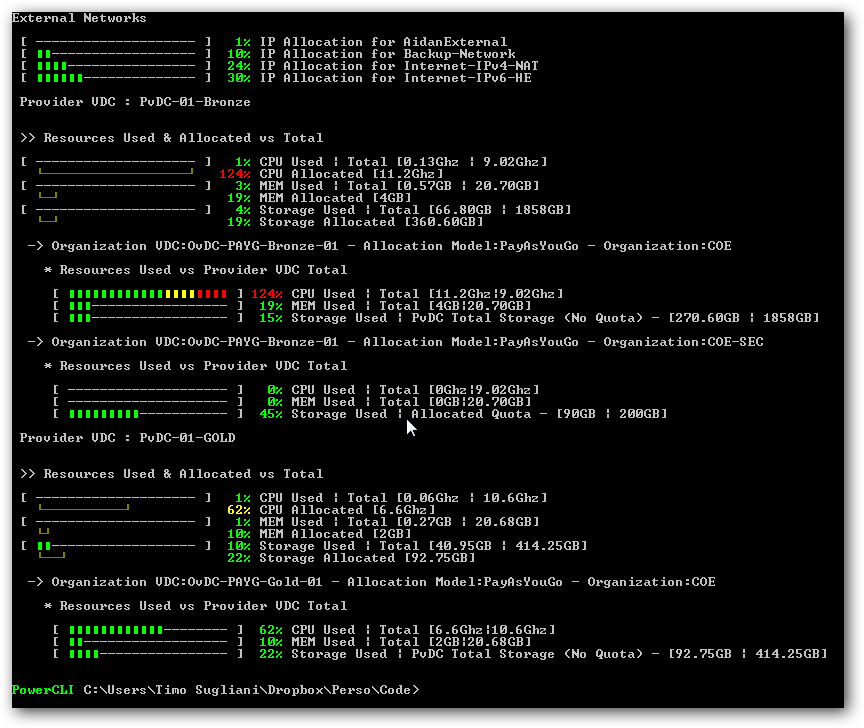 External Networks
[ -------------------- ] 1% IP Allocation for AidanExternal
[ ------------------ ] 10% IP Allocation for Backup-Network
[ ---------------- ] 24% IP Allocation for Internet-IPv4-NAT
[ -------------- ] 30% IP Allocation for Internet-IPv6-HE
Provider VDC : PvDC-01-Bronze
>> Resources Used & Allocated vs Total
[ -------------------- ] 1% CPU Used ¦ Total [0.13Ghz ¦ 9.02Ghz]
124% CPU Allocated [11.2Ghz]
[ -------------------- ] 3% MEM Used ¦ Total [0.57GB ¦ 20.70GB]
19% MEM Allocated [4GB]
[ -------------------- ] 4% Storage Used ¦ Total [66.80GB ¦ 1858GB]
19% Storage Allocated [360.60GB]
-> Organization VDC:OvDC-PAYG-Bronze-01 - Allocation Model:PayAsYouGo - Organization:COE
* Resources Used vs Provider VDC Total
[ ] 124% CPU Used ¦ Total [11.2Ghz¦9.02Ghz]
[ ----------------- ] 19% MEM Used ¦ Total [4GB¦20.70GB]
[ ----------------- ] 15% Storage Used ¦ PvDC Total Storage (No Quota) - [270.60GB ¦ 1858GB]
-> Organization VDC:OvDC-PAYG-Bronze-01 - Allocation Model:PayAsYouGo - Organization:COE-SEC
* Resources Used vs Provider VDC Total
[ -------------------- ] 0% CPU Used ¦ Total [0Ghz¦9.02Ghz]
[ -------------------- ] 0% MEM Used ¦ Total [0GB¦20.70GB]
[ ----------- ] 45% Storage Used ¦ Allocated Quota - [90GB ¦ 200GB]
Provider VDC : PvDC-01-GOLD
>> Resources Used & Allocated vs Total
[ -------------------- ] 1% CPU Used ¦ Total [0.06Ghz ¦ 10.6Ghz]
62% CPU Allocated [6.6Ghz]
[ -------------------- ] 1% MEM Used ¦ Total [0.27GB ¦ 20.68GB]
10% MEM Allocated [2GB]
[ ------------------ ] 10% Storage Used ¦ Total [40.95GB ¦ 414.25GB]
22% Storage Allocated [92.75GB]
-> Organization VDC:OvDC-PAYG-Gold-01 - Allocation Model:PayAsYouGo - Organization:COE
* Resources Used vs Provider VDC Total
[ -------- ] 62% CPU Used ¦ Total [6.6Ghz¦10.6Ghz]
[ ------------------ ] 10% MEM Used ¦ Total [2GB¦20.68GB]
[ ---------------- ] 22% Storage Used ¦ PvDC Total Storage (No Quota) - [92.75GB ¦ 414.25GB]
PowerCLI C:\Users\Timo Sugliani\Dropbox\Perso\Code>